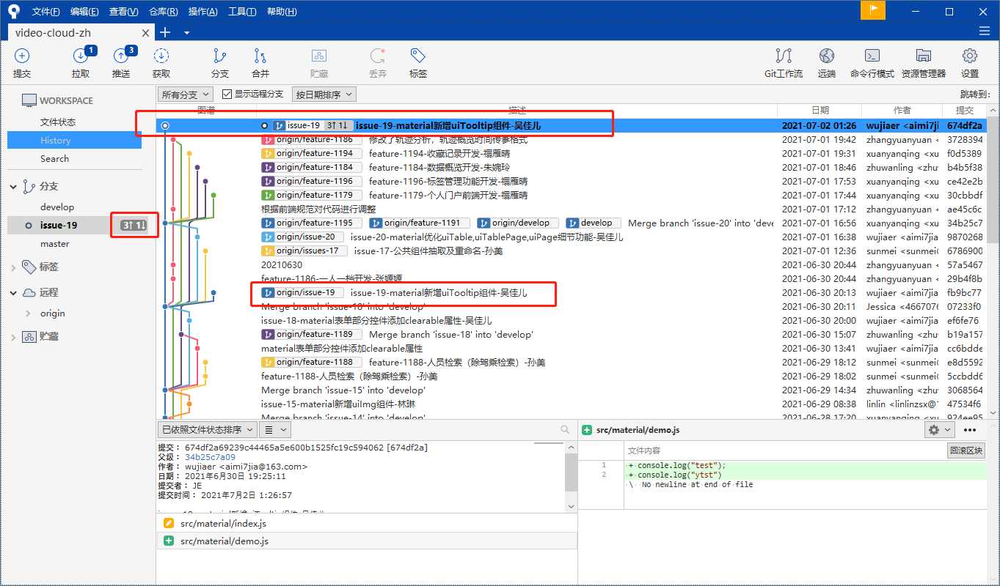 文件(F) 编辑(E) 查看(V) 仓库(R) 操作(A) 工具(T) 帮助(H)
video-cloud-zh
1 3
提交 拉取 推送 获取 分支 合并 贮藏 丢弃 标签 Git工作流 远端 命令行模式 资源管理器 设置
WORKSPACE
文件状态
History
Search
分支
develop
issue-19 3↑ 1↓
master
标签
远程
origin
贮藏
所有分支 显示远程分支 按日期排序 跳转到:
图谱 描述 日期 作者 提交
issue-19 3↑ 1↓ issue-19-material新增uiTooltip组件-吴佳儿 2021-07-02 01:26 wujiaer <aimi7ji 674df2a
origin/feature-1186 修改了轨迹分析，轨迹概览时间传参格式 2021-07-01 19:42 zhangyuanyuan < 3728394
origin/feature-1194 feature-1194-收藏记录开发-禤雁晴 2021-07-01 19:31 xuanyanqing <xu f0d5389
origin/feature-1184 feature-1184-数据概览开发-朱婉玲 2021-07-01 18:46 zhuwanling <zhuv b4b5f38
origin/feature-1196 feature-1196-标签管理功能开发-禤雁晴 2021-07-01 17:53 xuanyanqing <xu ce42e2b
origin/feature-1179 feature-1179-个人门户前端开发-禤雁晴 2021-07-01 17:44 xuanyanqing <xu 30cbbdf
根据前端规范对代码进行调整 2021-07-01 17:12 zhangyuanyuan < ae45c6c
origin/feature-1195 origin/feature-1191 origin/develop develop Merge branch 'issue-20' into 'deve 2021-07-01 16:56 xuanyanqing <xu 34b25c7
origin/issue-20 issue-20-material优化uiTable,uiTablePage,uiPage细节功能-吴佳儿 2021-07-01 16:38 wujiaer <aimi7jia 9870268
origin/issues-17 issue-17-公共组件抽取及重命名-孙美 2021-07-01 12:36 sunmei <sunmei( 6786900
20210630 2021-06-30 20:44 zhangyuanyuan < 57a5467
feature-1186-一人一档开发-张嫄嫄 2021-06-30 20:44 zhangyuanyuan < 29b4f8b
origin/issue-19 issue-19-material新增uiTooltip组件-吴佳儿 2021-06-30 20:13 wujiaer <aimi7jia fb9bc77
Merge branch 'issue-18' into 'develop' 2021-06-30 20:11 Jessica <4667076 07233f0
issue-18-material表单部分控件添加clearable属性-吴佳儿 2021-06-30 20:00 wujiaer <aimi7jia ef6fe76
origin/feature-1189 Merge branch 'issue-18' into 'develop' 2021-06-30 15:07 zhuwanling <zhuv b19a157
material表单部分控件添加clearable属性 2021-06-30 13:41 wujiaer <aimi7jia cc6bdde
origin/feature-1188 feature-1188-人员检索（除驾乘检索）-孙美 2021-06-29 18:12 sunmei <sunmei( e8d5592
feature-1188-人员检索（除驾乘检索）-孙美 2021-06-29 18:02 sunmei <sunmei( 5ccbdd6
Merge branch 'issue-15' into 'develop' 2021-06-29 14:34 zhuwanling <zhuv 3068564
issue-15-material新增uiImg组件-林琳 2021-06-29 08:38 linlin <linlinzsx@ 47534f6
Merge branch 'issue-14' into 'develop' 2021-06-28 17:20 xuanyanqing <xu 924ee95
已依照文件状态排序
提交： 674df2a69239c44465a5e600b1525fc19c594062 [674df2a]
父级： 34b25c7a09
作者： wujiaer <aimi7jia@163.com>
日期： 2021年6月30日 19:25:11
提交者： JE
提交时间： 2021年7月2日 1:26:57
issue-19-material新增uiTooltip组件-吴佳儿
src/material/index.js
src/material/demo.js
src/material/demo.js
文件内容 回滚区块
1 + console.log("test");
2 + console.log("ytst")
\ No newline at end of file